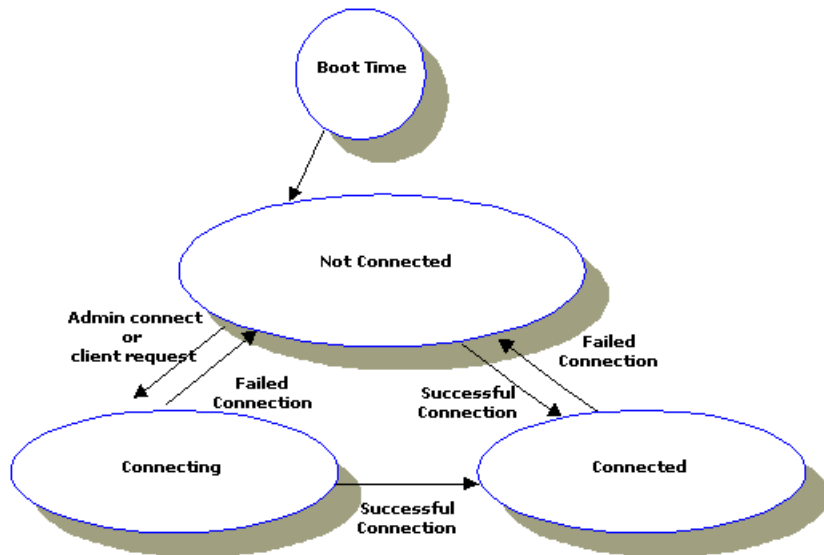 Boot Time
Not Connected
Admin connect
or
client request
Failed
Connection
Failed
Connection
Successful
Connection
Connecting
Connected
Successful
Connection